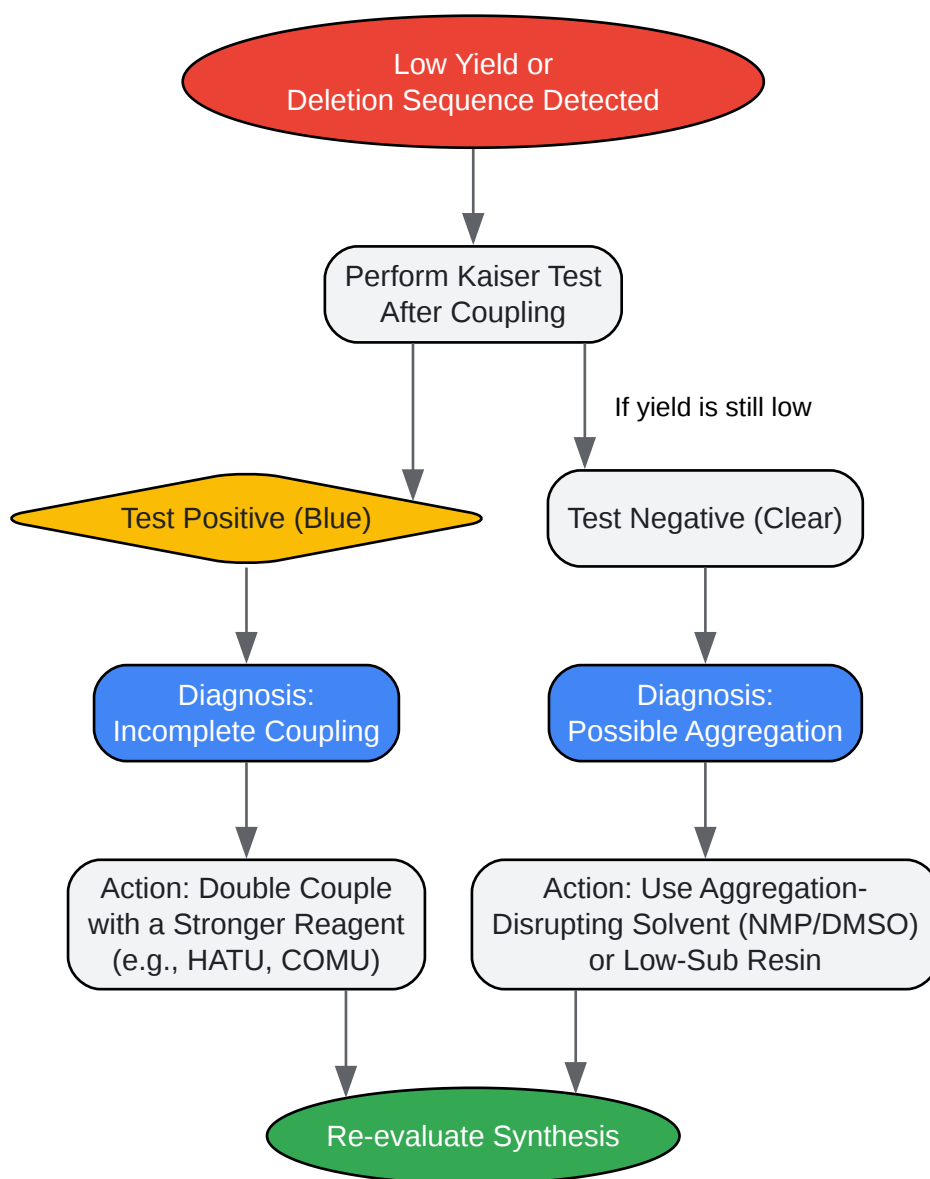 Low Yield or
Deletion Sequence Detected
Perform Kaiser Test
After Coupling
If yield is still low
Test Positive (Blue)
Test Negative (Clear)
Diagnosis:
Incomplete Coupling
Diagnosis:
Possible Aggregation
Action: Double Couple
with a Stronger Reagent
(e.g., HATU, COMU)
Action: Use Aggregation-
Disrupting Solvent (NMP/DMSO)
or Low-Sub Resin
Re-evaluate Synthesis